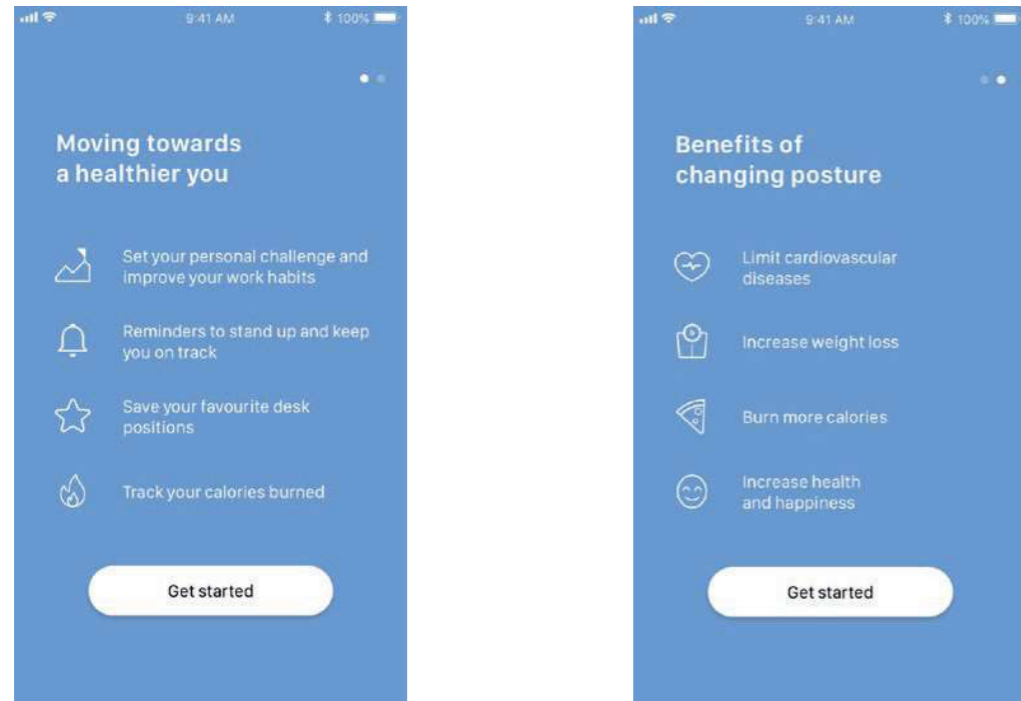 9:41 AM
100%
Moving towards
a healthier you
Set your personal challenge and
improve your work habits
Reminders to stand up and keep
you on track
Save your favourite desk
positions
Track your calories burned
Get started
9:41 AM
100%
Benefits of
changing posture
Limit cardiovascular
diseases
Increase weight loss
Burn more calories
Increase health
and happiness
Get started